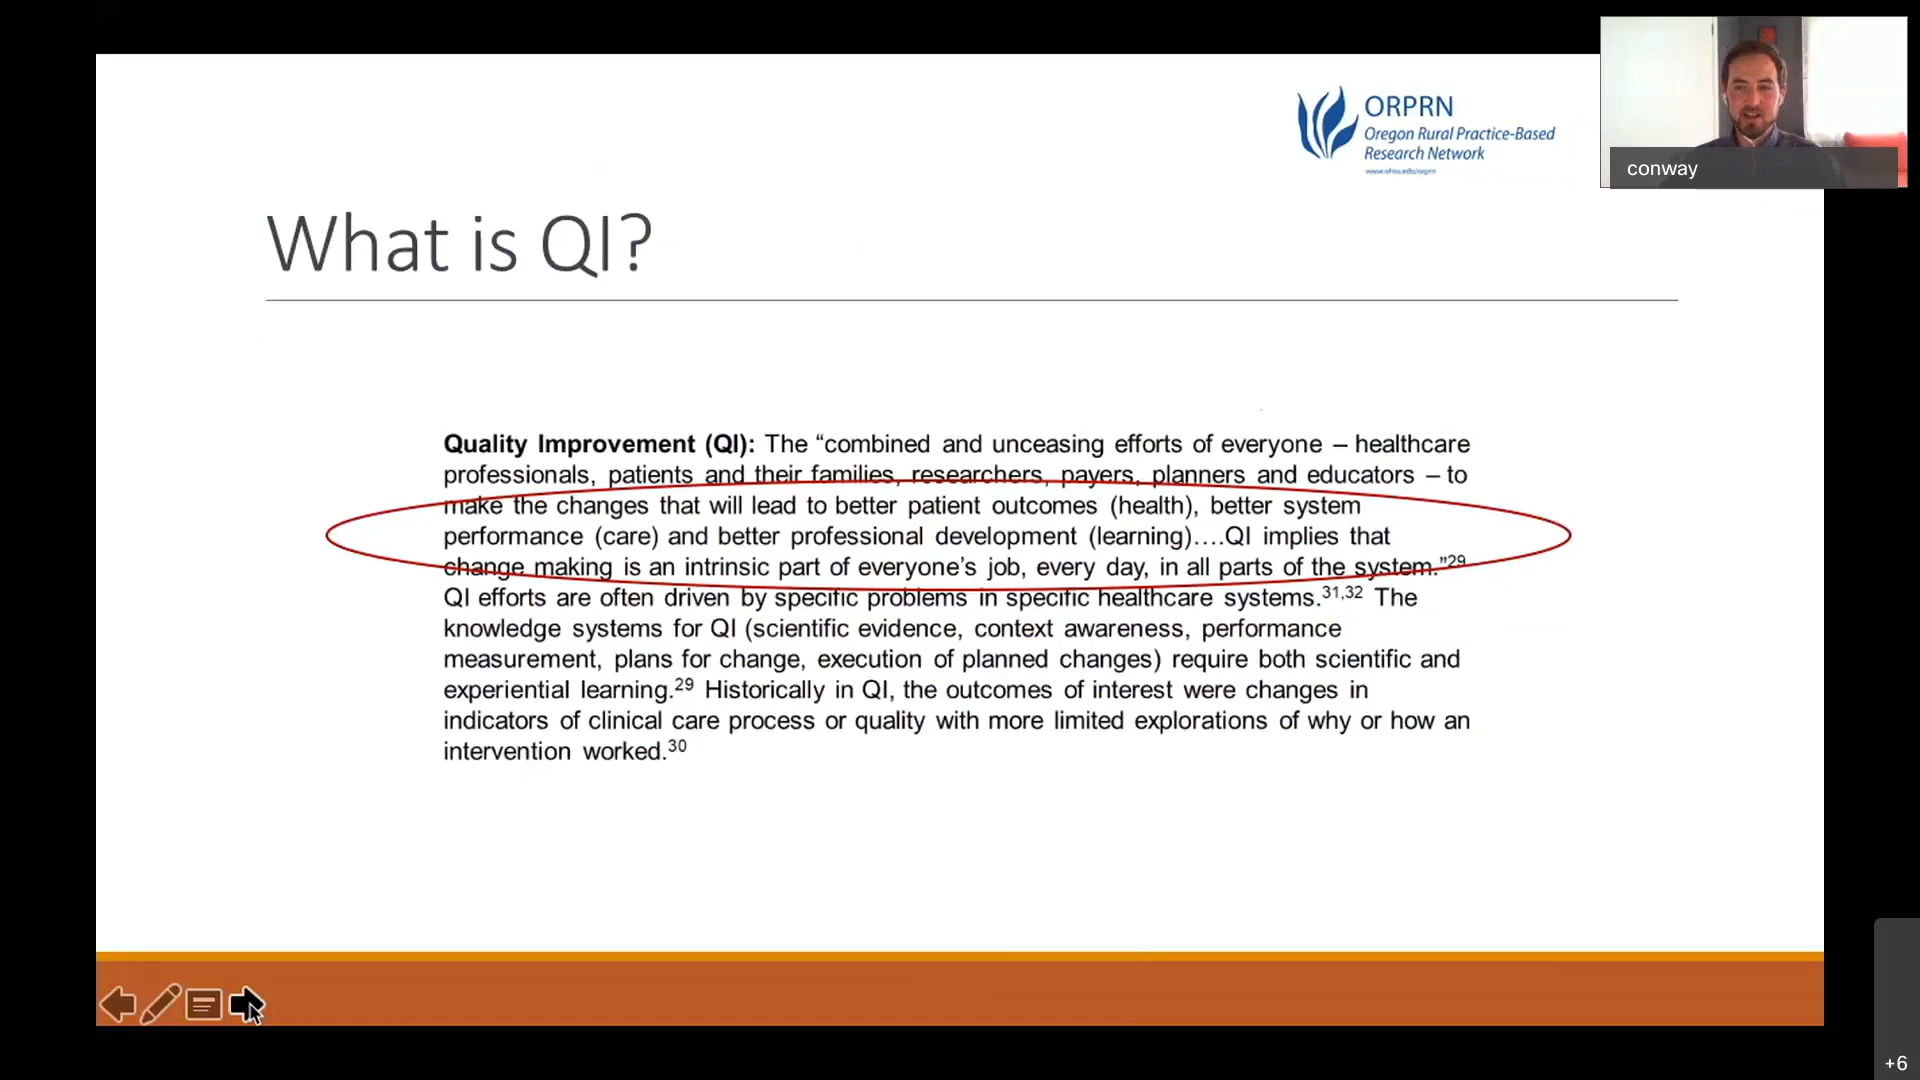 ORPRN
Oregon Rural Practice-Based
Research Network
www.ohsu.edu/orprn
conway
What is QI?
Quality Improvement (QI): The “combined and unceasing efforts of everyone – healthcare
professionals, patients and their families, researchers, payers, planners and educators – to
make the changes that will lead to better patient outcomes (health), better system
performance (care) and better professional development (learning)….QI implies that
change making is an intrinsic part of everyone’s job, every day, in all parts of the system.”29
QI efforts are often driven by specific problems in specific healthcare systems.31,32 The
knowledge systems for QI (scientific evidence, context awareness, performance
measurement, plans for change, execution of planned changes) require both scientific and
experiential learning.29 Historically in QI, the outcomes of interest were changes in
indicators of clinical care process or quality with more limited explorations of why or how an
intervention worked.30
+6